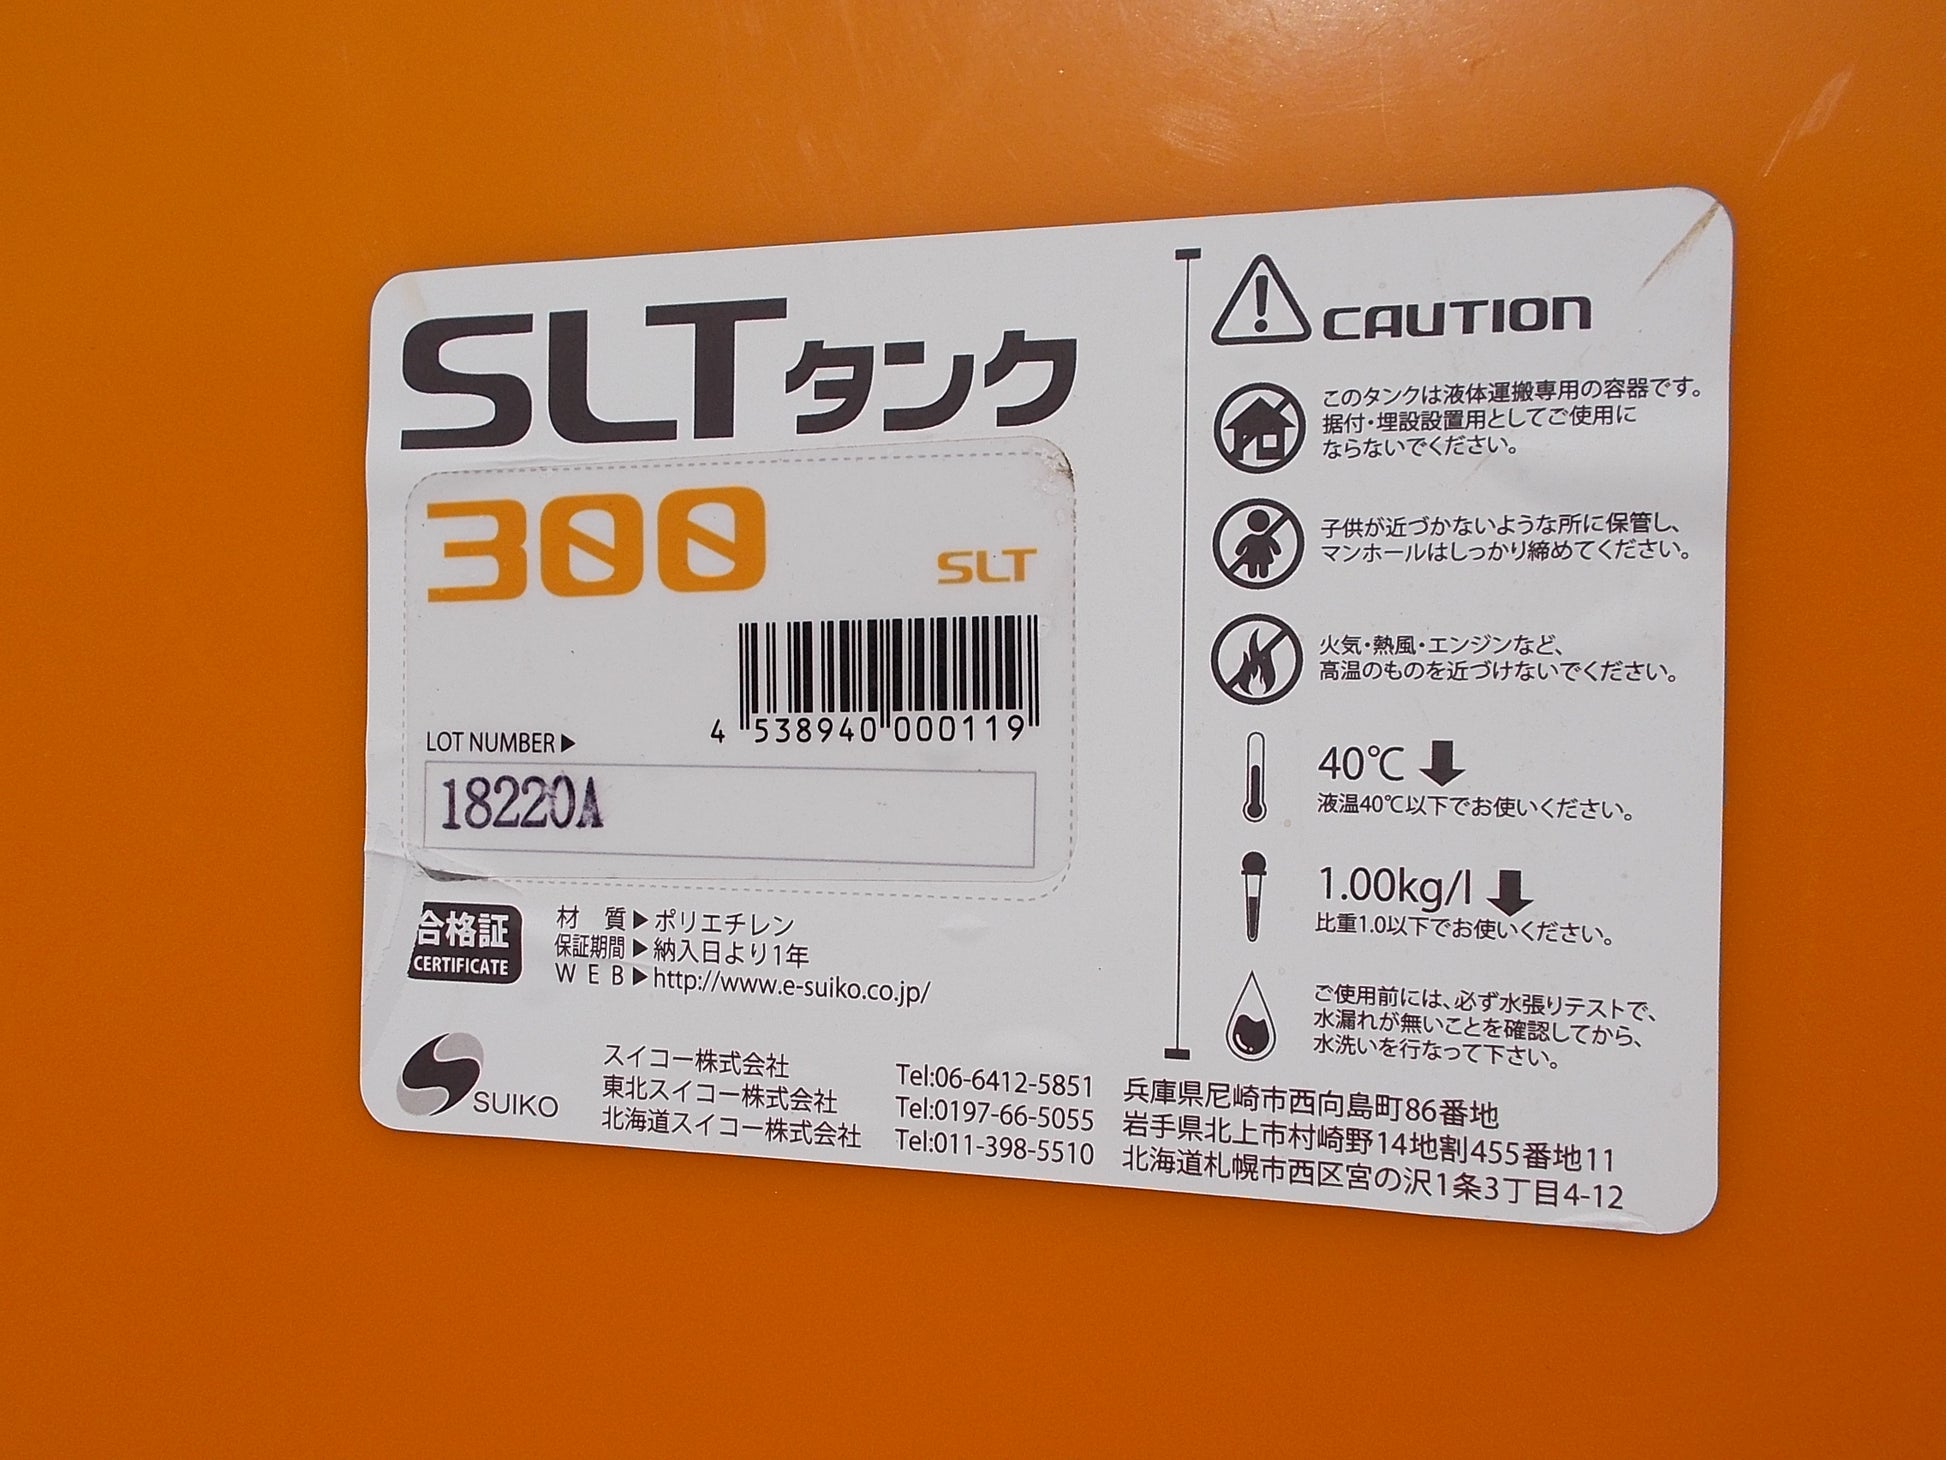 SLTタンク
300
SLT
4 538940 000119
LOT NUMBER▶
18220A
合格証
CERTIFICATE
材 質▶ポリエチレン
保証期間▶納入日より1年
WEB▶http://www.e-suiko.co.jp/
CAUTION
このタンクは液体運搬専用の容器です。
据付・埋設設置用としてご使用に
ならないでください。
子供が近づかないような所に保管し、
マンホールはしっかり締めてください。
火気・熱風・エンジンなど、
高温のものを近づけないでください。
40℃
液温40℃以下でお使いください。
1.00kg/l
比重1.0以下でお使いください。
ご使用前には、必ず水張りテストで、
水漏れが無いことを確認してから、
水洗いを行なって下さい。
SUIKO
スイコー株式会社 Tel:06-6412-5851 兵庫県尼崎市西向島町86番地
東北スイコー株式会社 Tel:0197-66-5055 岩手県北上市村崎野14地割455番地11
北海道スイコー株式会社 Tel:011-398-5510 北海道札幌市西区宮の沢1条3丁目4-12